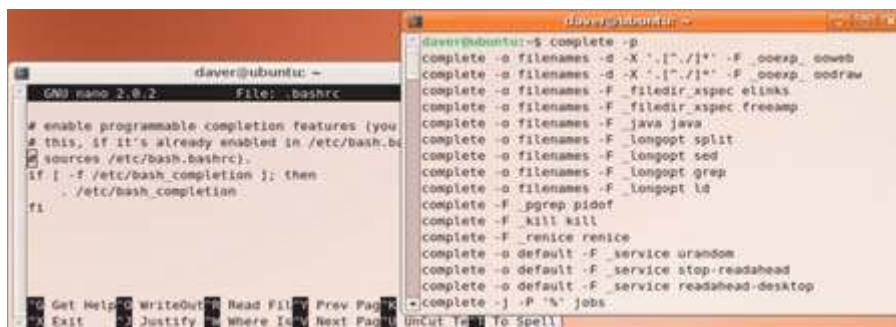 daver@ubuntu: ~
GNU nano 2.0.2 File: .bashrc
# enable programmable completion features (you
# this, if it's already enabled in /etc/bash.ba
# sources /etc/bash.bashrc).
if [ -f /etc/bash_completion ]; then
. /etc/bash_completion
fi
^G Get Help ^O WriteOut ^R Read Fil ^Y Prev Pag ^K
^X Exit ^J Justify ^W Where Is ^V Next Pag ^U UnCut Te ^T To Spell
daver@ubuntu: ~
daver@ubuntu:~$ complete -p
complete -o filenames -d -X '.[^./]*' -F _ooexp_ ooweb
complete -o filenames -d -X '.[^./]*' -F _ooexp_ oodraw
complete -o filenames -F _filedir_xspec elinks
complete -o filenames -F _filedir_xspec freeamp
complete -o filenames -F _java java
complete -o filenames -F _longopt split
complete -o filenames -F _longopt sed
complete -o filenames -F _longopt grep
complete -o filenames -F _longopt ld
complete -F _pgrep pidof
complete -F _kill kill
complete -F _renice renice
complete -o default -F _service urandom
complete -o default -F _service stop-readahead
complete -o default -F _service readahead-desktop
complete -j -P '%' jobs